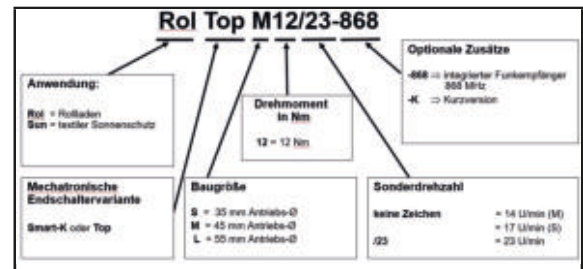 Rol Top M12/23-868
Optionale Zusätze
-868 ⇒ integrierter Funkempfänger
868 MHz
-K ⇒ Kurzversion
Anwendung:
Rol = Rollladen
Sun = textiler Sonnenschutz
Drehmoment
in Nm
12 = 12 Nm
Mechatronische
Endschaltervariante
Smart-K oder Top
Baugröße
S = 35 mm Antriebs-Ø
M = 45 mm Antriebs-Ø
L = 55 mm Antriebs-Ø
Sonderdrehzahl
keine Zeichen = 14 U/min (M)
= 17 U/min (S)
/23 = 23 U/min